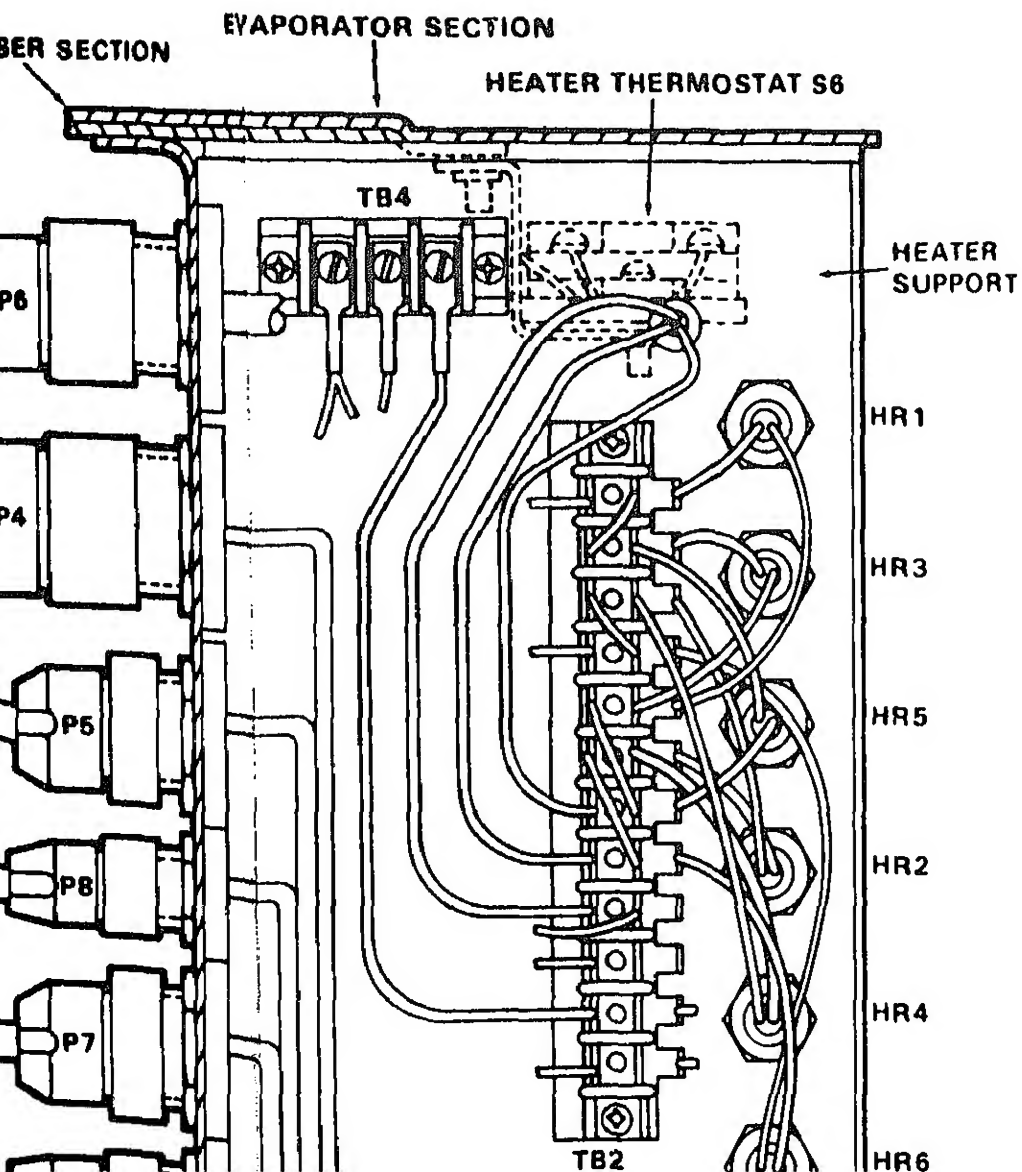 EVAPORATOR SECTION
BER SECTION
HEATER THERMOSTAT S6
TB4
HEATER
SUPPORT
P6
HR1
P4
HR3
P5
HR5
P8
HR2
P7
HR4
TB2
HR6